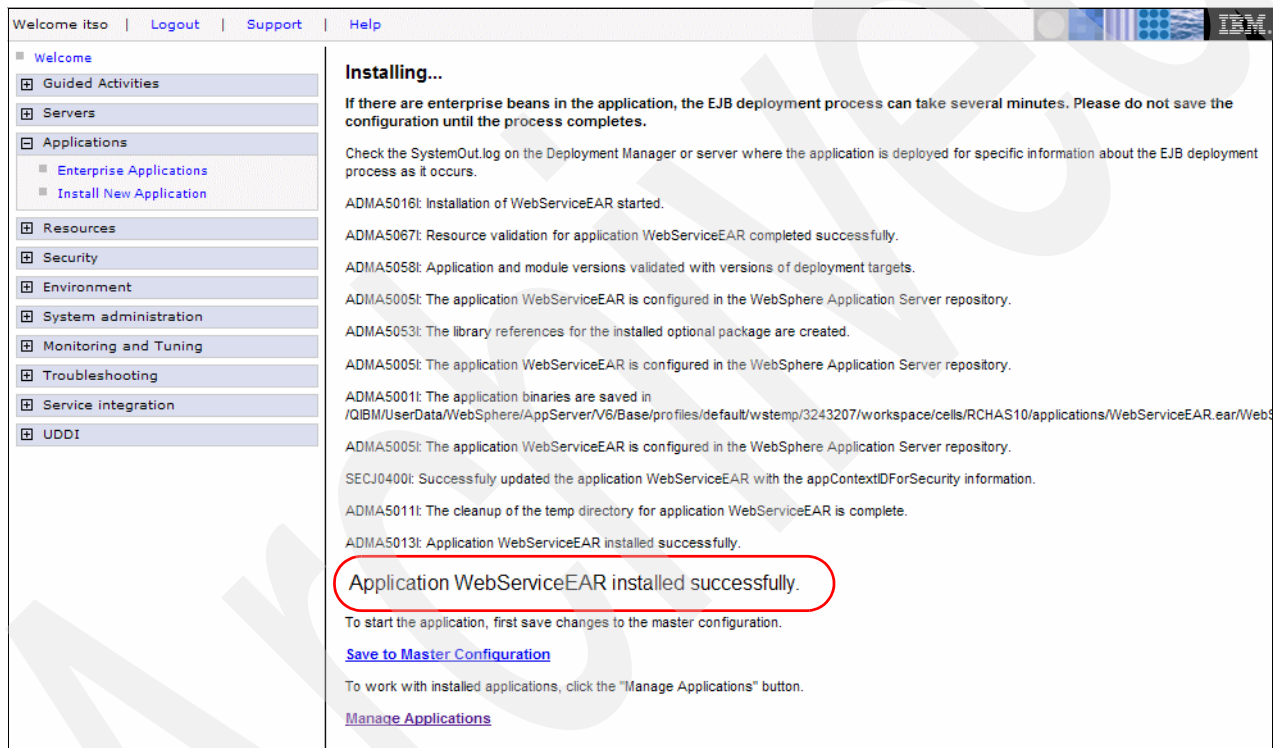 Welcome itso | Logout | Support | Help
IBM.
Welcome
Guided Activities
Servers
Applications
Enterprise Applications
Install New Application
Resources
Security
Environment
System administration
Monitoring and Tuning
Troubleshooting
Service integration
UDDI
Installing...
If there are enterprise beans in the application, the EJB deployment process can take several minutes. Please do not save the
configuration until the process completes.
Check the SystemOut.log on the Deployment Manager or server where the application is deployed for specific information about the EJB deployment
process as it occurs.
ADMA5016I: Installation of WebServiceEAR started.
ADMA5067I: Resource validation for application WebServiceEAR completed successfully.
ADMA5058I: Application and module versions validated with versions of deployment targets.
ADMA5005I: The application WebServiceEAR is configured in the WebSphere Application Server repository.
ADMA5053I: The library references for the installed optional package are created.
ADMA5005I: The application WebServiceEAR is configured in the WebSphere Application Server repository.
ADMA5001I: The application binaries are saved in
/QIBM/UserData/WebSphere/AppServer/V6/Base/profiles/default/wstemp/3243207/workspace/cells/RCHAS10/applications/WebServiceEAR.ear/WebS
ADMA5005I: The application WebServiceEAR is configured in the WebSphere Application Server repository.
SECJ0400I: Successfuly updated the application WebServiceEAR with the appContextIDForSecurity information.
ADMA5011I: The cleanup of the temp directory for application WebServiceEAR is complete.
ADMA5013I: Application WebServiceEAR installed successfully.
Application WebServiceEAR installed successfully.
To start the application, first save changes to the master configuration.
Save to Master Configuration
To work with installed applications, click the "Manage Applications" button.
Manage Applications